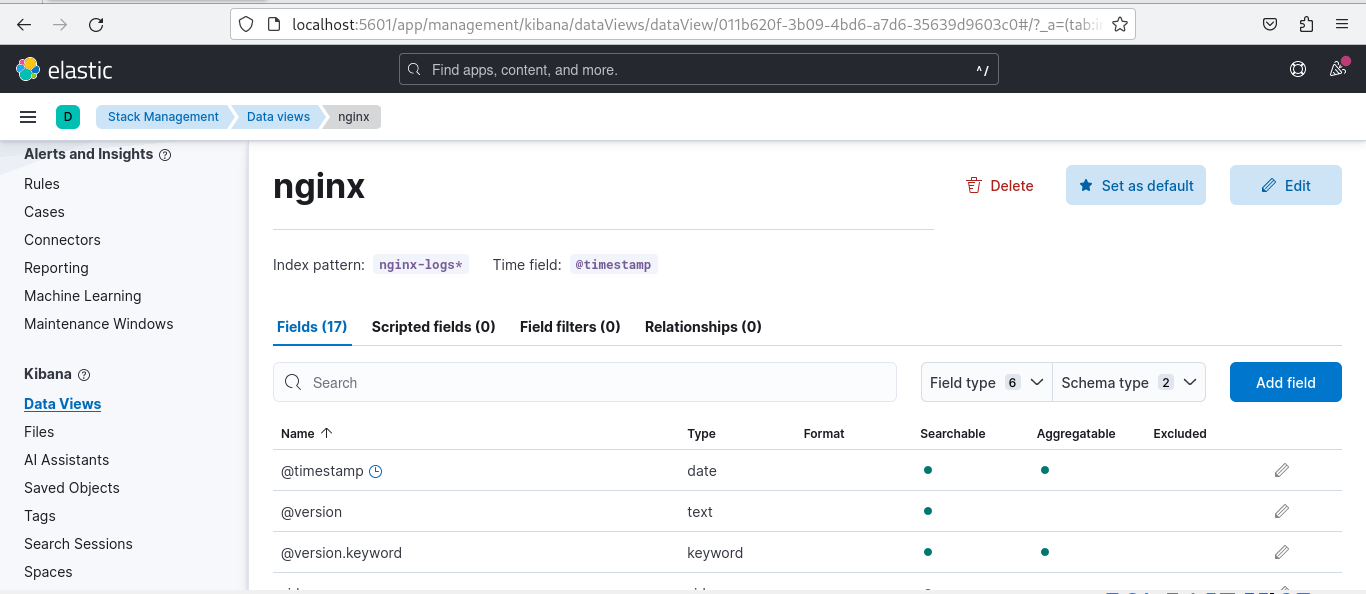 localhost:5601/app/management/kibana/dataViews/dataView/011b620f-3b09-4bd6-a7d6-35639d9603c0#/?_a=(tab:i
elastic
Find apps, content, and more.
^/
D
Stack Management
Data views
nginx
Alerts and Insights
Rules
Cases
Connectors
Reporting
Machine Learning
Maintenance Windows
Kibana
Data Views
Files
AI Assistants
Saved Objects
Tags
Search Sessions
Spaces
nginx
Delete
Set as default
Edit
Index pattern: nginx-logs* Time field: @timestamp
Fields (17) Scripted fields (0) Field filters (0) Relationships (0)
Search
Field type 6
Schema type 2
Add field
Name Type Format Searchable Aggregatable Excluded
@timestamp date
@version text
@version.keyword keyword